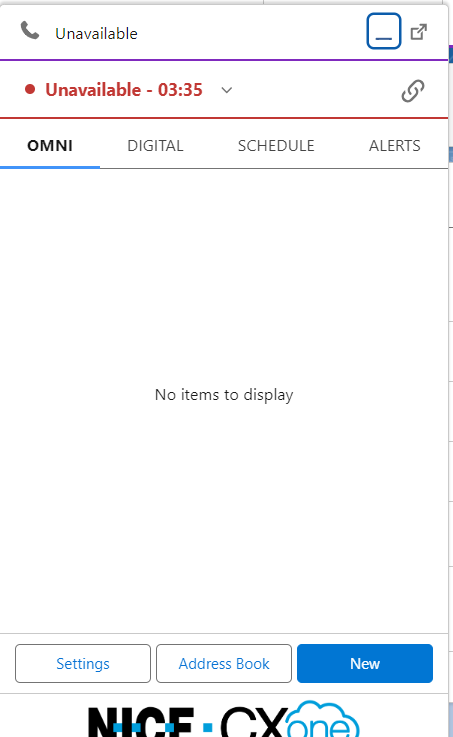 Unavailable
Unavailable - 03:35
OMNI DIGITAL SCHEDULE ALERTS
No items to display
Settings Address Book New
NICE CXone